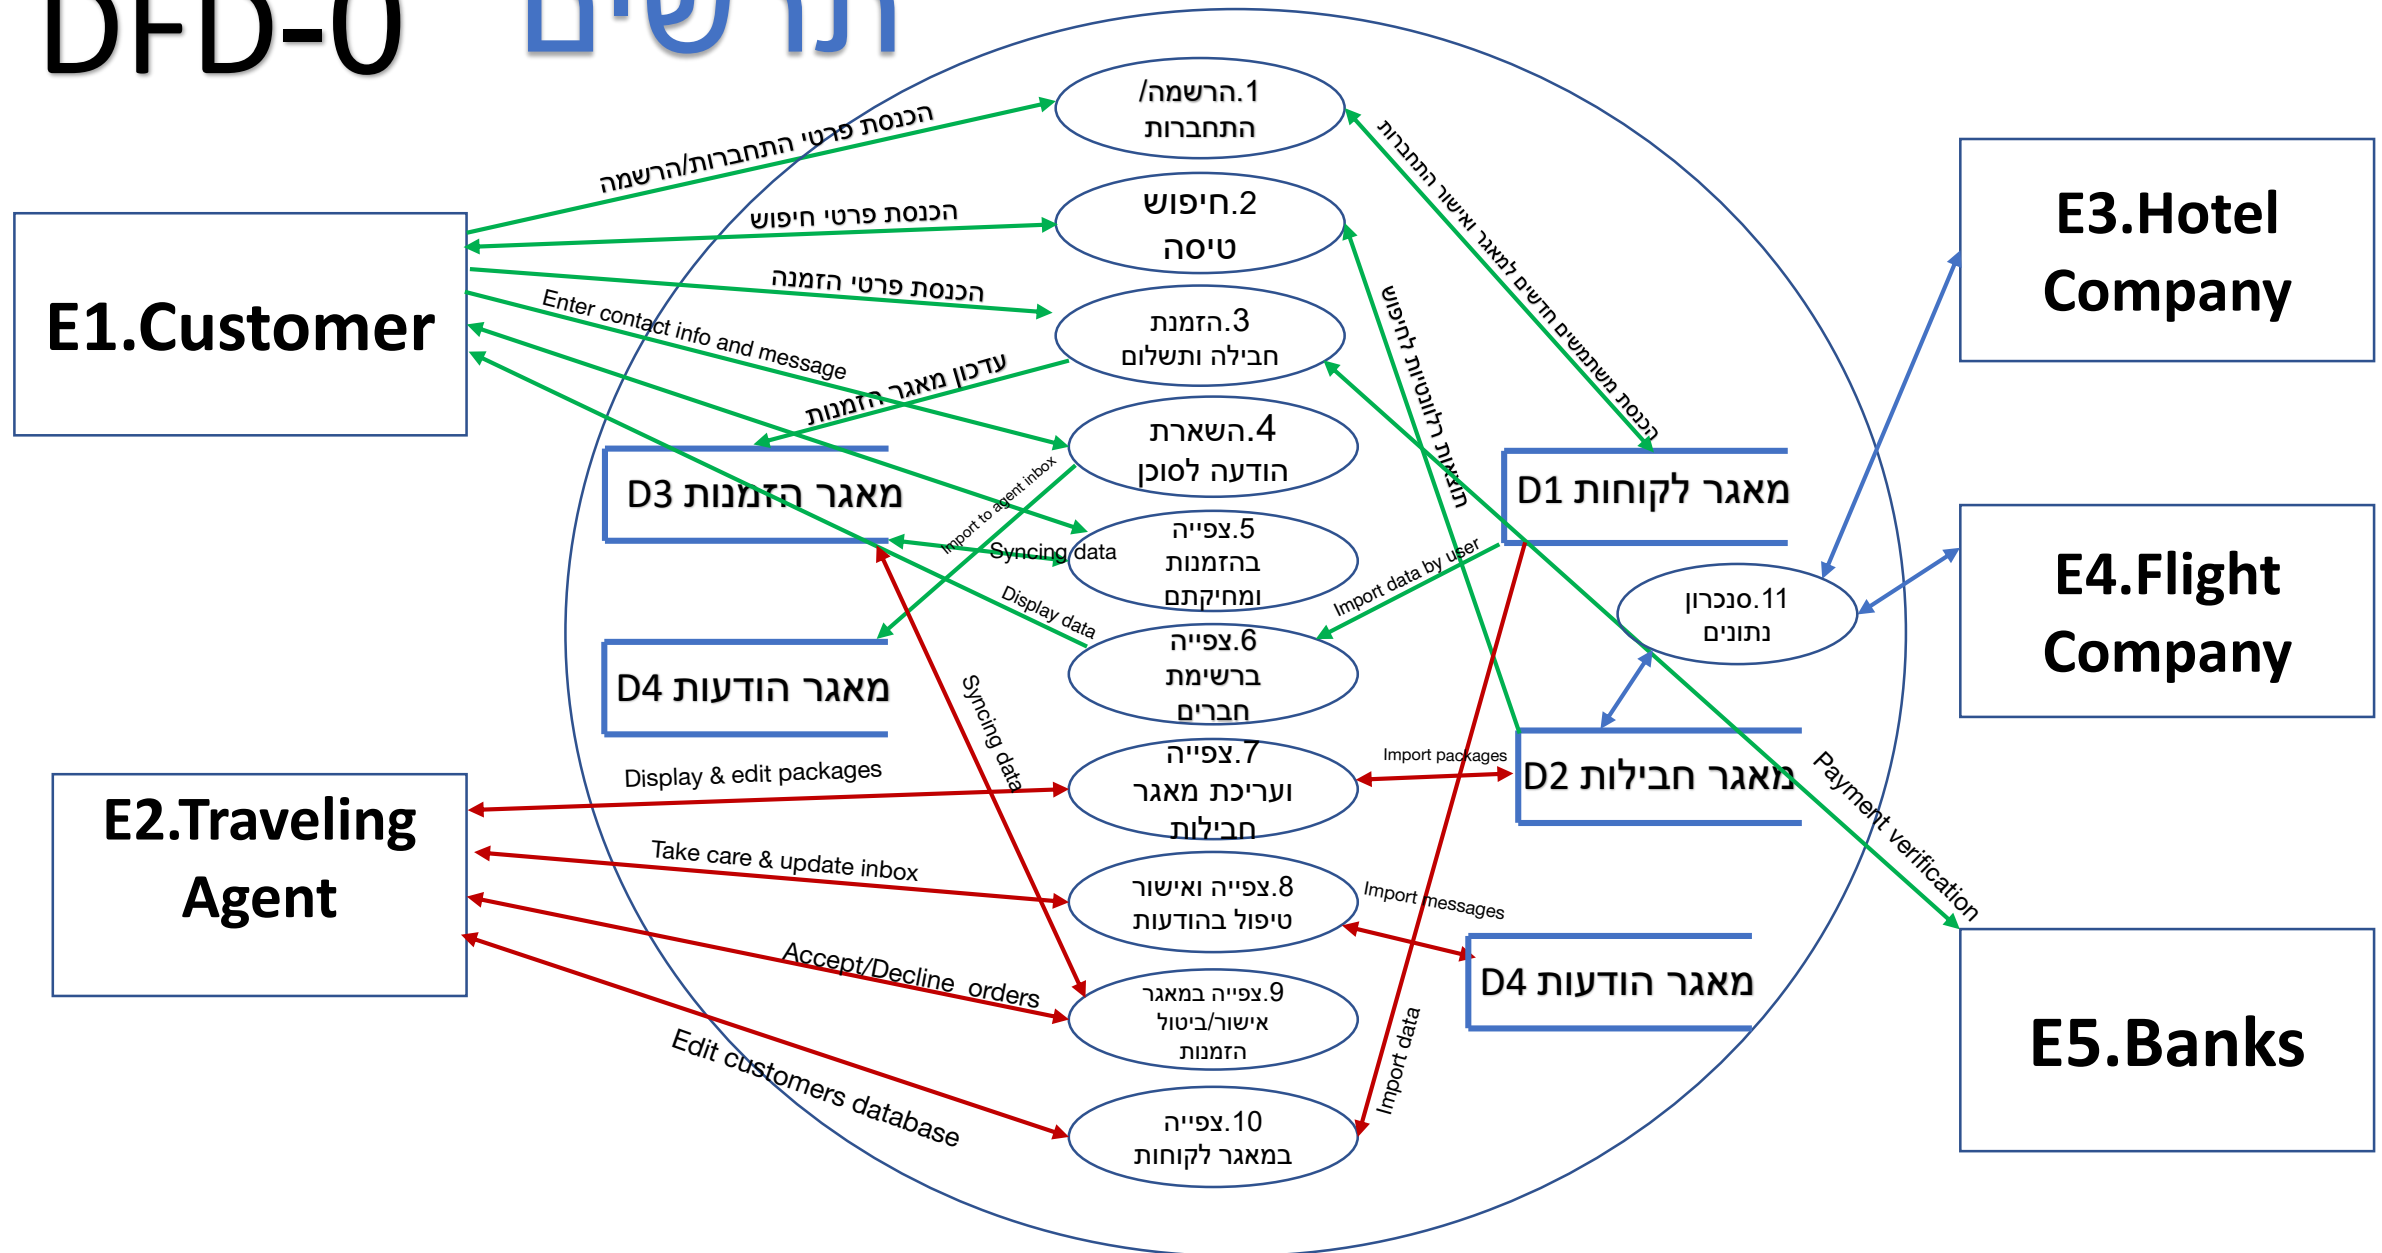 DFD-0 תרשים
1.הרשמה/
התחברות
2.חיפוש
טיסה
3.הזמנת
חבילה ותשלום
4.השארת
הודעה לסוכן
5.צפייה
בהזמנות
ומחיקתם
6.צפייה
ברשימת
חברים
7.צפייה
ועריכת מאגר
חבילות
8.צפייה ואישור
טיפול בהודעות
9.צפייה במאגר
אישור/ביטול
הזמנות
10.צפייה
במאגר לקוחות
11.סנכרון
נתונים
E1.Customer
E2.Traveling
Agent
E3.Hotel
Company
E4.Flight
Company
E5.Banks
D3 מאגר הזמנות
D4 מאגר הודעות
D1 מאגר לקוחות
D2 מאגר חבילות
D4 מאגר הודעות
הכנסת פרטי התחברות/הרשמה
הכנסת פרטי חיפוש
הכנסת פרטי הזמנה
Enter contact info and message
עדכון מאגר הזמנות
Import to agent inbox
Syncing data
Display data
Syncing data
Display & edit packages
Take care & update inbox
Accept/Decline orders
Edit customers database
הכנסת משתמשים חדשים למאגר ואישור התחברות
תוצאות רלוונטיות לחיפוש
Import data by user
Import packages
Import messages
Import data
Payment verification